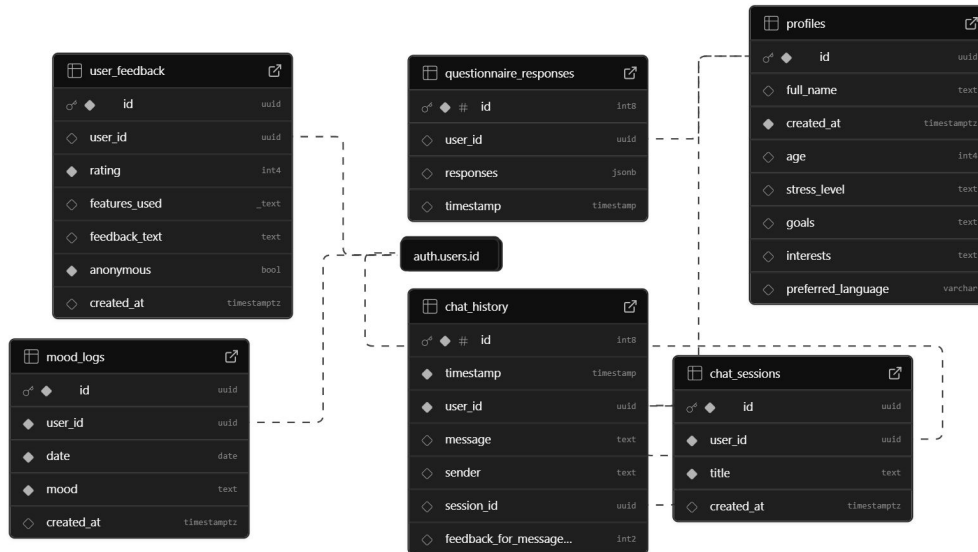 user_feedback
id uuid
user_id uuid
rating int4
features_used _text
feedback_text text
anonymous bool
created_at timestamptz
questionnaire_responses
# id int8
user_id uuid
responses jsonb
timestamp timestamp
profiles
id uuid
full_name text
created_at timestamptz
age int4
stress_level text
goals text
interests text
preferred_language varchar
auth.users.id
mood_logs
id uuid
user_id uuid
date date
mood text
created_at timestamptz
chat_history
# id int8
timestamp timestamp
user_id uuid
message text
sender text
session_id uuid
feedback_for_message... int2
chat_sessions
id uuid
user_id uuid
title text
created_at timestamptz